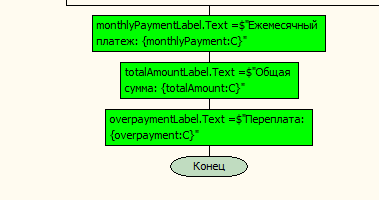 monthlyPaymentLabel.Text =$"Ежемесячный
платеж: {monthlyPayment:C}"
totalAmountLabel.Text =$"Общая
сумма: {totalAmount:C}"
overpaymentLabel.Text =$"Переплата:
{overpayment:C}"
Конец